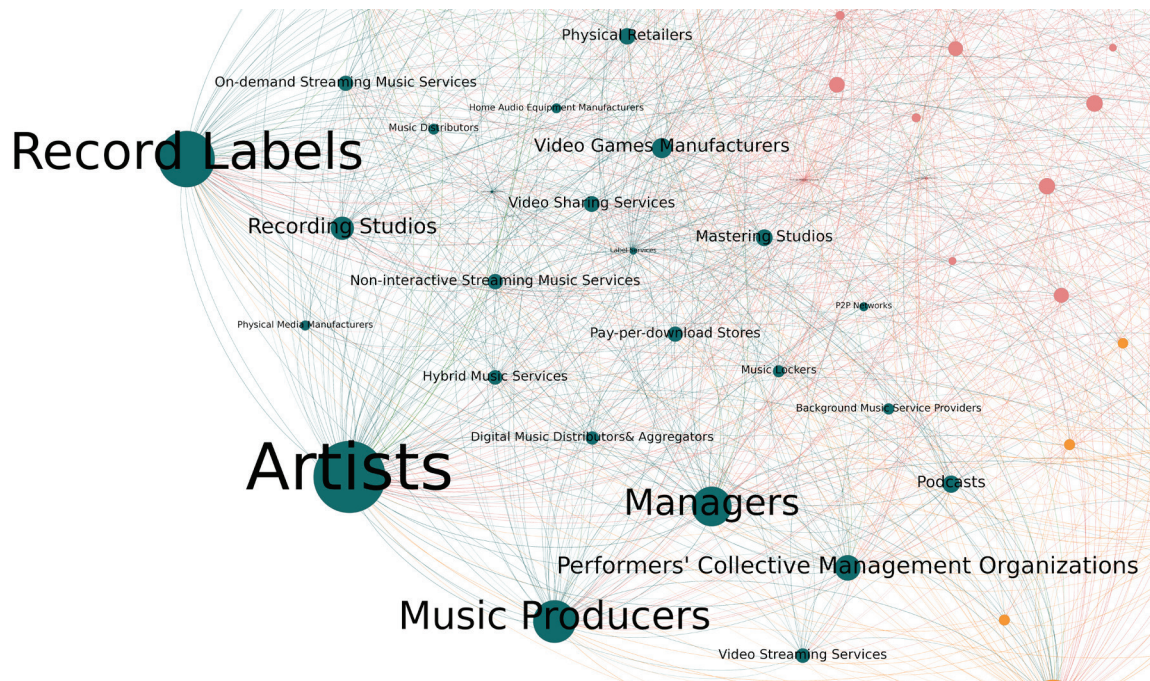 Physical Retailers
On-demand Streaming Music Services
Home Audio Equipment Manufacturers
Music Distributors
Record Labels
Video Games Manufacturers
Video Sharing Services
Recording Studios
Mastering Studios
Label Services
Non-interactive Streaming Music Services
P2P Networks
Physical Media Manufacturers
Pay-per-download Stores
Music Lockers
Hybrid Music Services
Background Music Service Providers
Digital Music Distributors& Aggregators
Artists
Podcasts
Managers
Performers' Collective Management Organizations
Music Producers
Video Streaming Services